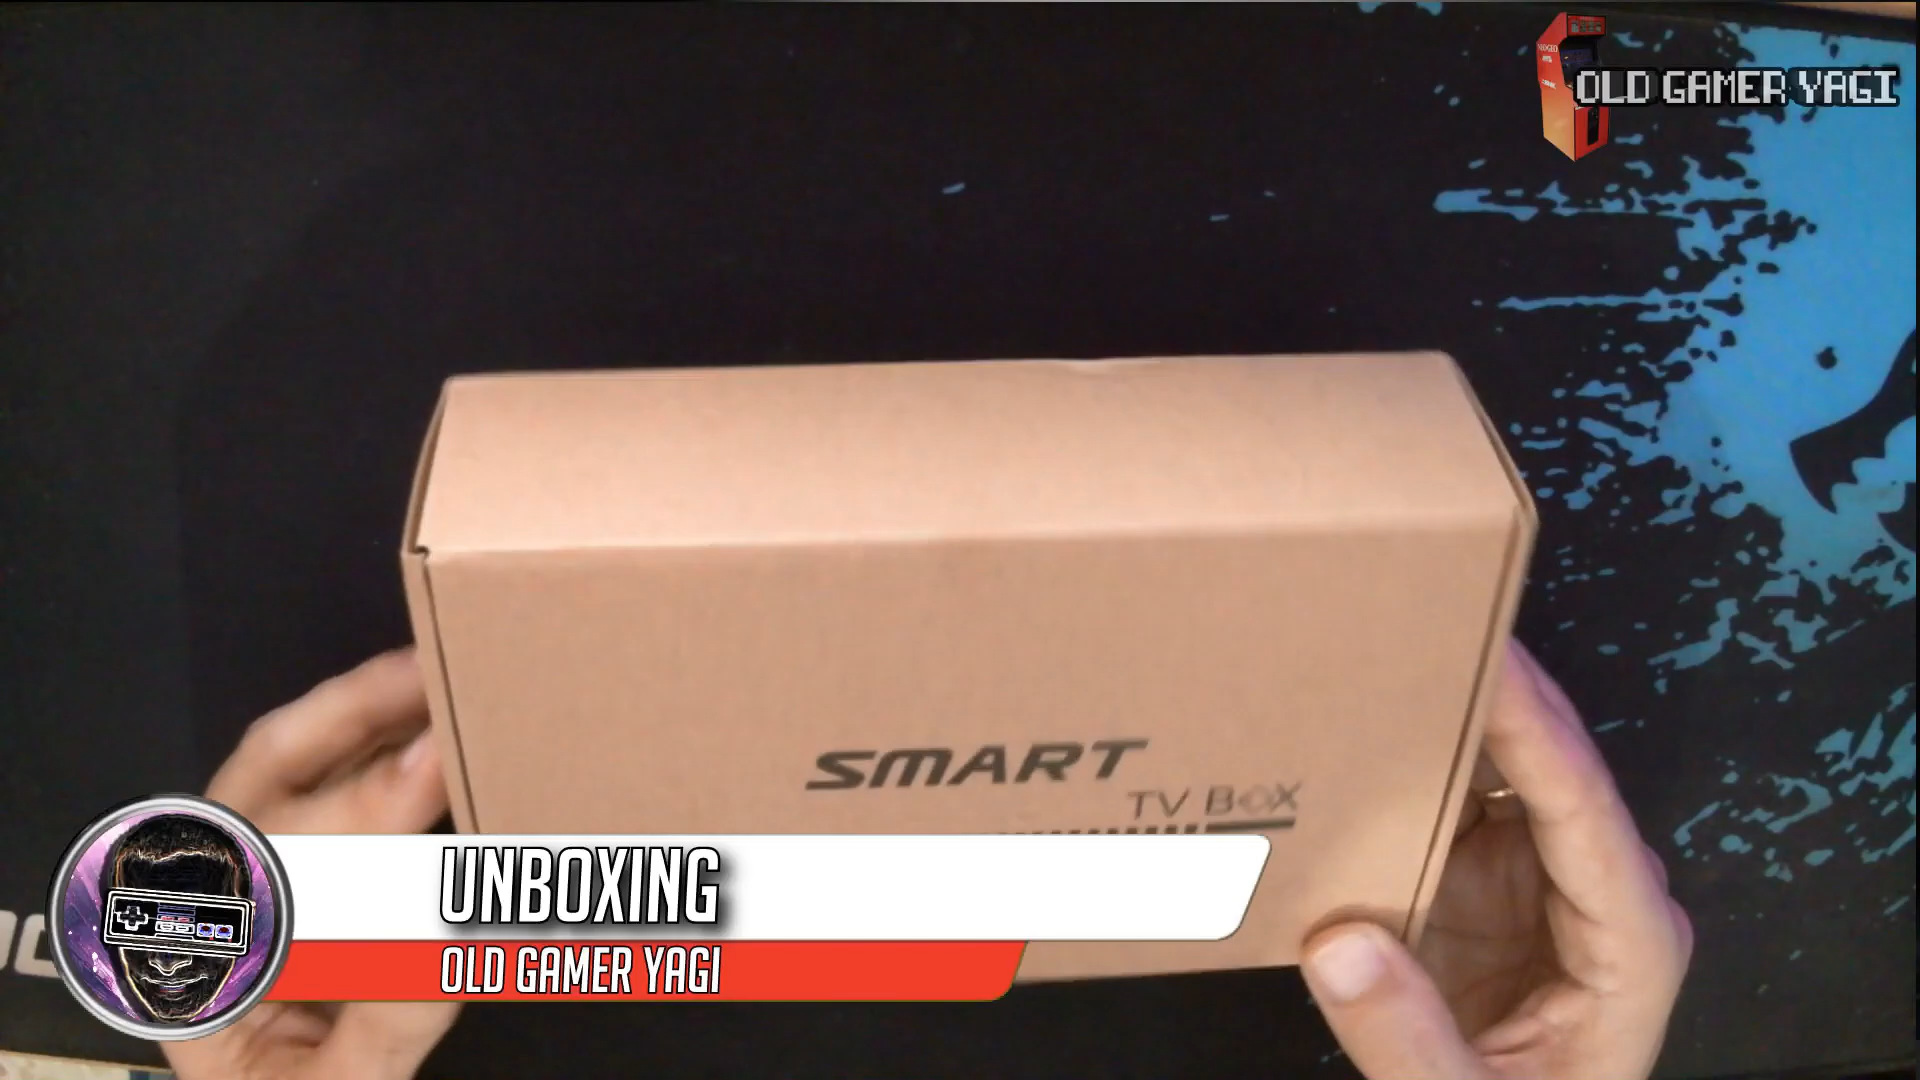 OLD GAMER YAGI
SMART
TV BOX
UNBOXING
OLD GAMER YAGI